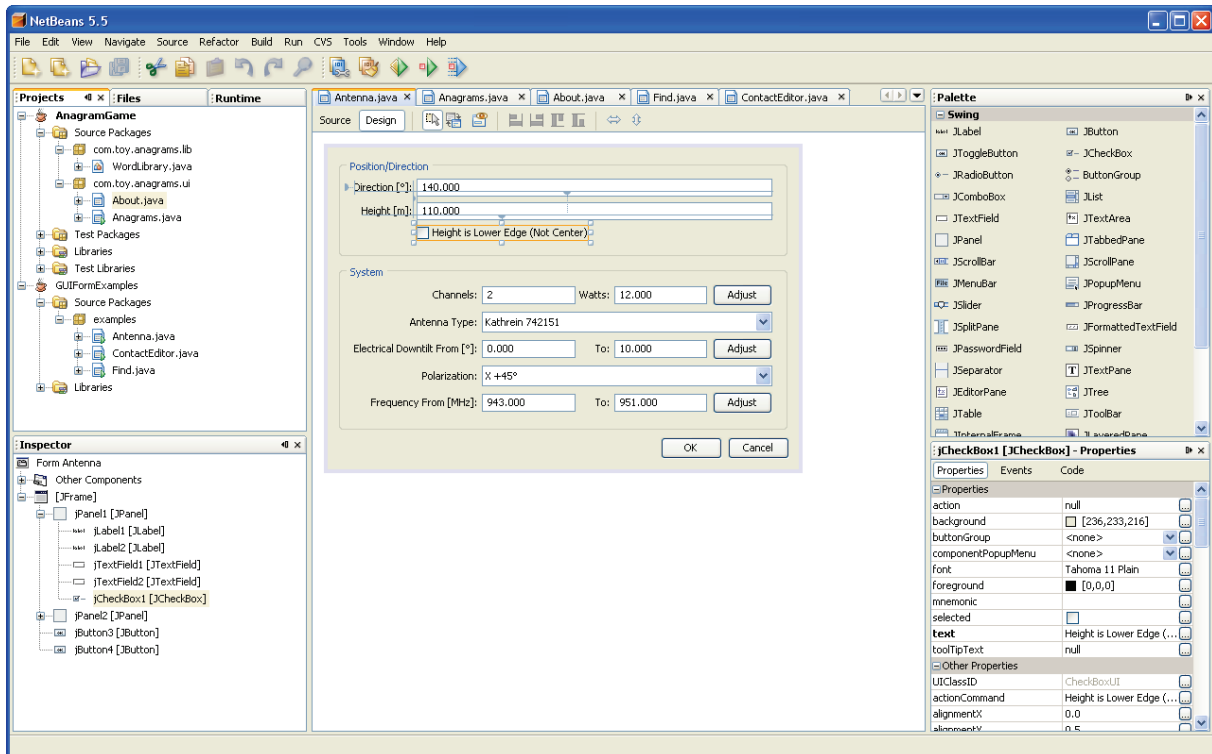 NetBeans 5.5
File Edit View Navigate Source Refactor Build Run CVS Tools Window Help
Projects Files Runtime
AnagramGame
Source Packages
com.toy.anagrams.lib
WordLibrary.java
com.toy.anagrams.ui
About.java
Anagrams.java
Test Packages
Libraries
Test Libraries
GUIFormExamples
Source Packages
examples
Antenna.java
ContactEditor.java
Find.java
Libraries
Inspector
Form Antenna
Other Components
[JFrame]
jPanel1 [JPanel]
jLabel1 [JLabel]
jLabel2 [JLabel]
jTextField1 [JTextField]
jTextField2 [JTextField]
jCheckBox1 [JCheckBox]
jPanel2 [JPanel]
jButton3 [JButton]
jButton4 [JButton]
Antenna.java Anagrams.java About.java Find.java ContactEditor.java
Source Design
Position/Direction
Direction [°]: 140.000
Height [m]: 110.000
Height is Lower Edge (Not Center)
System
Channels: 2 Watts: 12.000 Adjust
Antenna Type: Kathrein 742151
Electrical Downtilt From [°]: 0.000 To: 10.000 Adjust
Polarization: X +45°
Frequency From [MHz]: 943.000 To: 951.000 Adjust
OK Cancel
Palette
Swing
JLabel JButton
JToggleButton JCheckBox
JRadioButton ButtonGroup
JComboBox JList
JTextField JTextArea
JPanel JTabbedPane
JScrollBar JScrollPane
JMenuBar JPopupMenu
JSlider JProgressBar
JSplitPane JFormattedTextField
JPasswordField JSpinner
JSeparator JTextPane
JEditorPane JTree
JTable JToolBar
JInternalFrame JLayeredPane
jCheckBox1 [JCheckBox] - Properties
Properties Events Code
Properties
action null
background [236,233,216]
buttonGroup <none>
componentPopupMenu <none>
font Tahoma 11 Plain
foreground [0,0,0]
mnemonic
selected
text Height is Lower Edge (...
toolTipText null
Other Properties
UIClassID CheckBoxUI
actionCommand Height is Lower Edge (...
alignmentX 0.0
alignmentY 0.5